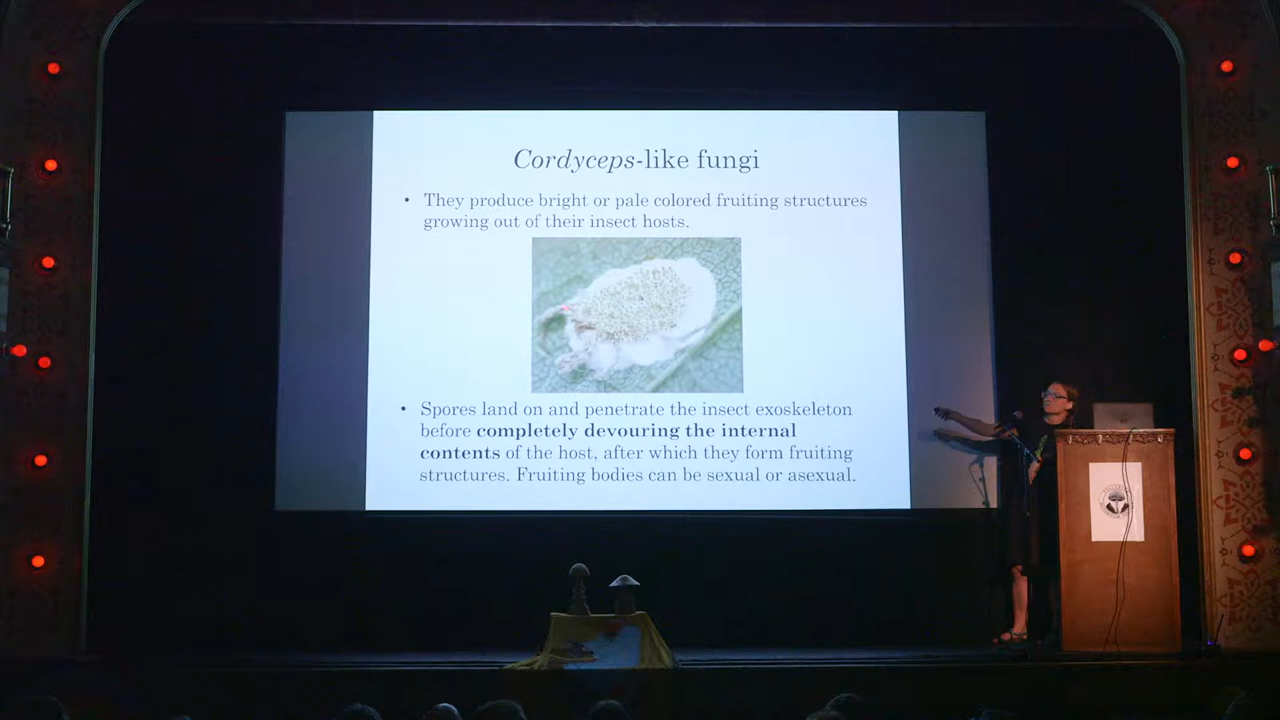 Cordyceps-like fungi
• They produce bright or pale colored fruiting structures
growing out of their insect hosts.
• Spores land on and penetrate the insect exoskeleton
before completely devouring the internal
contents of the host, after which they form fruiting
structures. Fruiting bodies can be sexual or asexual.